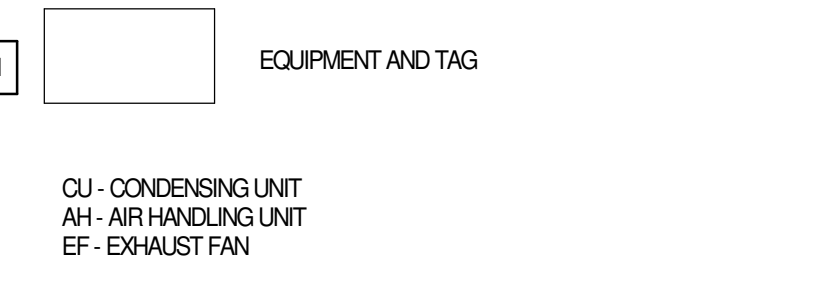 EQUIPMENT AND TAG
CU - CONDENSING UNIT
AH - AIR HANDLING UNIT
EF - EXHAUST FAN